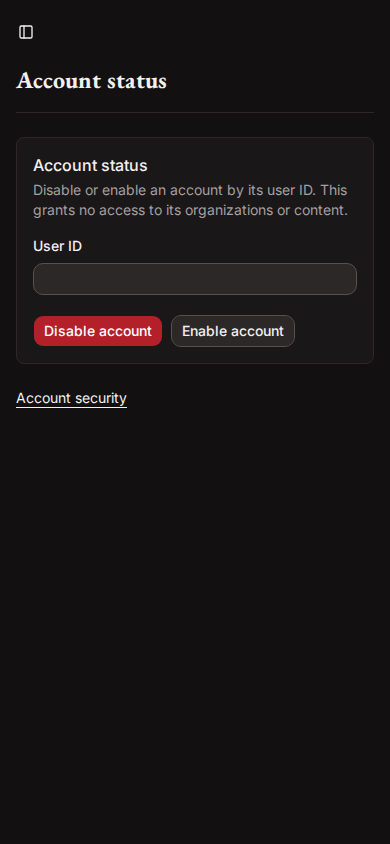 Account status
Account status
Disable or enable an account by its user ID. This
grants no access to its organizations or content.
User ID
Disable account
Enable account
Account security